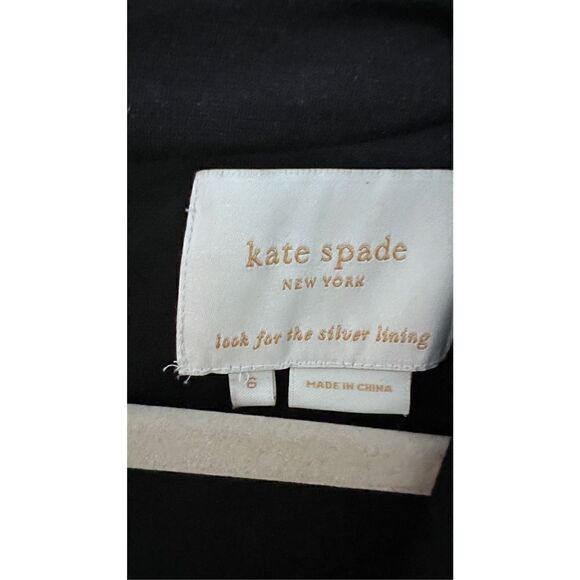 kate spade
NEW YORK
look for the silver lining
6
MADE IN CHINA